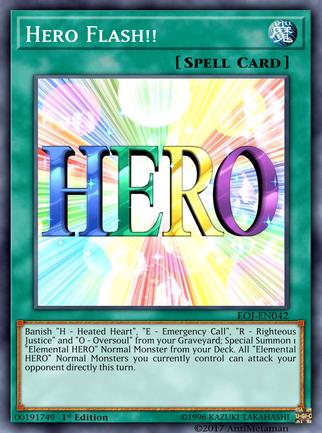 Hero Flash!!
[Spell Card]
HERO
EOJ-EN042
Banish "H - Heated Heart", "E - Emergency Call", "R - Righteous
Justice" and "O - Oversoul" from your Graveyard; Special Summon 1
"Elemental HERO" Normal Monster from your Deck. All "Elemental
HERO" Normal Monsters you currently control can attack your
opponent directly this turn.
00191749 1st Edition ©1996 KAZUKI TAKAHASHI
©2017 AntiMetaman